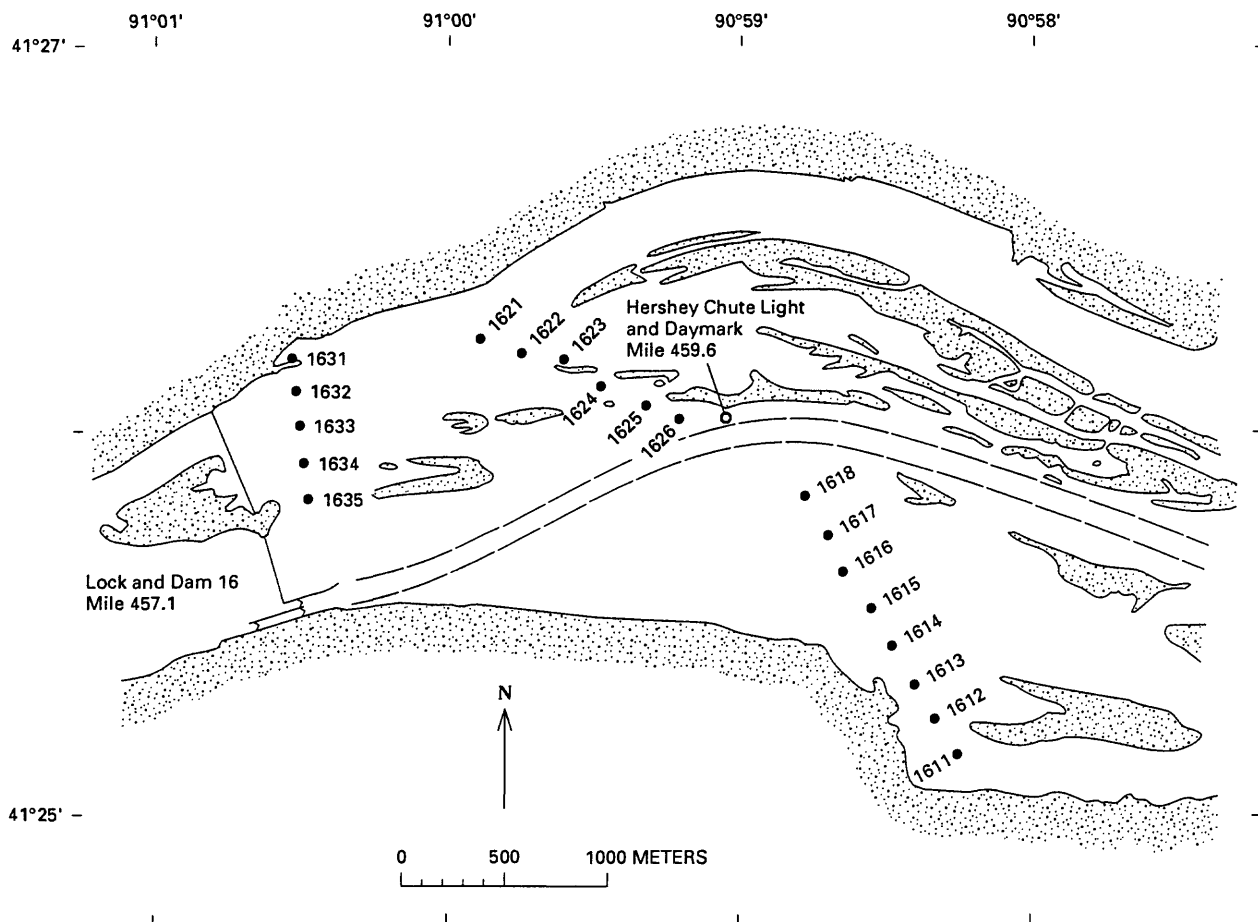 91°01' 91°00' 90°59' 90°58'
41°27'
Hershey Chute Light
and Daymark
Mile 459.6
1621
1622
1623
1624
1625
1626
1631
1632
1633
1634
1635
1618
1617
1616
1615
1614
1613
1612
1611
Lock and Dam 16
Mile 457.1
N
41°25'
0 500 1000 METERS